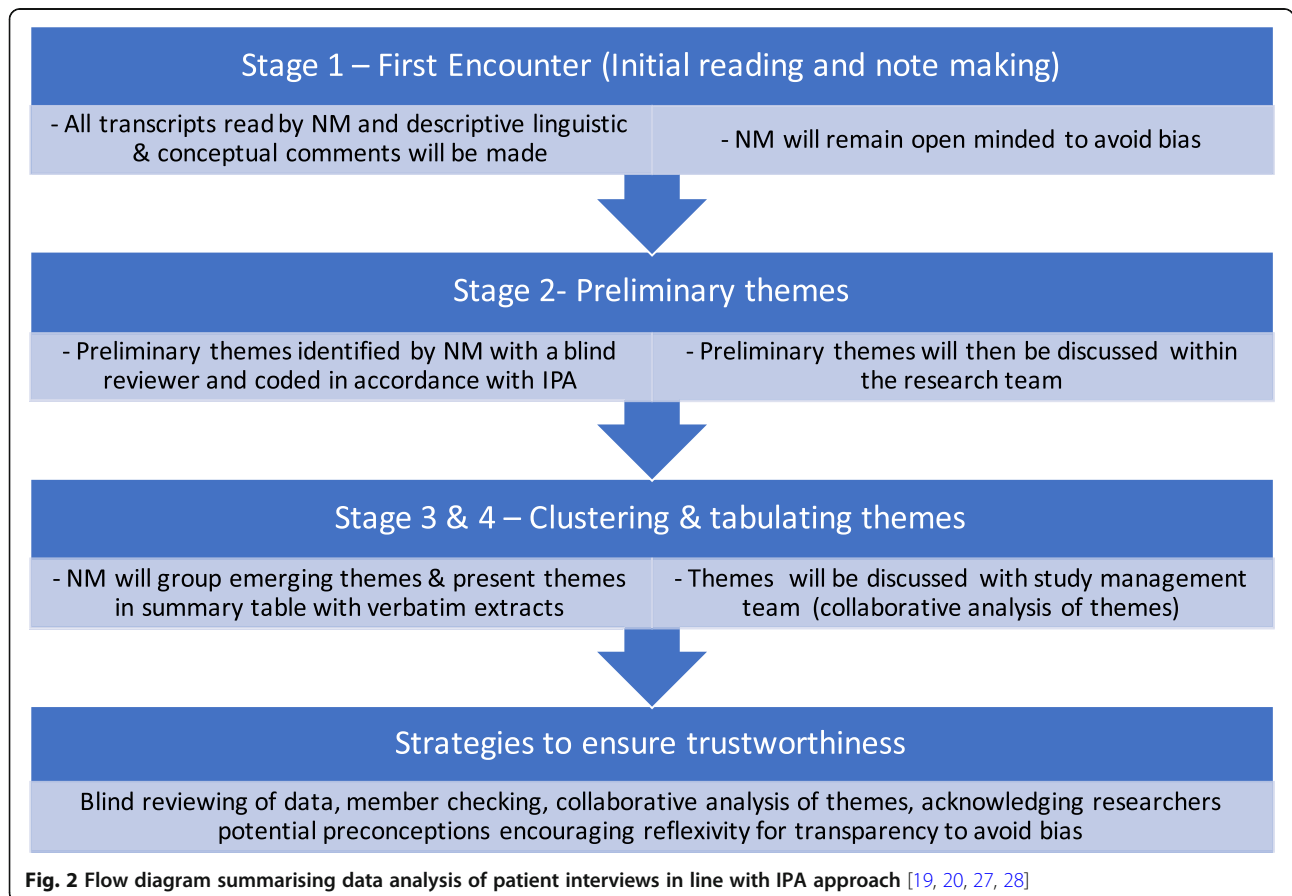 Stage 1 – First Encounter (Initial reading and note making)
- All transcripts read by NM and descriptive linguistic
& conceptual comments will be made
- NM will remain open minded to avoid bias
Stage 2- Preliminary themes
- Preliminary themes identified by NM with a blind
reviewer and coded in accordance with IPA
- Preliminary themes will then be discussed within
the research team
Stage 3 & 4 – Clustering & tabulating themes
- NM will group emerging themes & present themes
in summary table with verbatim extracts
- Themes will be discussed with study management
team (collaborative analysis of themes)
Strategies to ensure trustworthiness
Blind reviewing of data, member checking, collaborative analysis of themes, acknowledging researchers
potential preconceptions encouraging reflexivity for transparency to avoid bias
Fig. 2 Flow diagram summarising data analysis of patient interviews in line with IPA approach [19, 20, 27, 28]